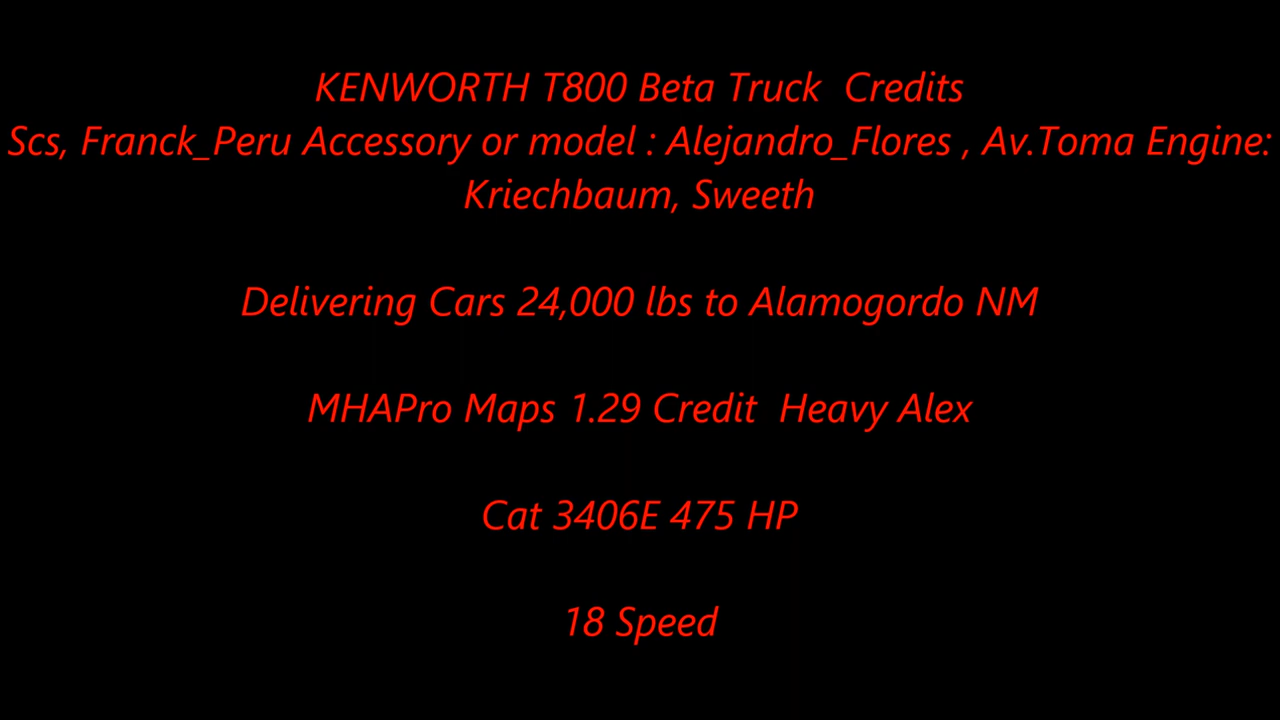 KENWORTH T800 Beta Truck  Credits
Scs, Franck_Peru Accessory or model : Alejandro_Flores , Av.Toma Engine:
Kriechbaum, Sweeth
Delivering Cars 24,000 lbs to Alamogordo NM
MHAPro Maps 1.29 Credit  Heavy Alex
Cat 3406E 475 HP
18 Speed